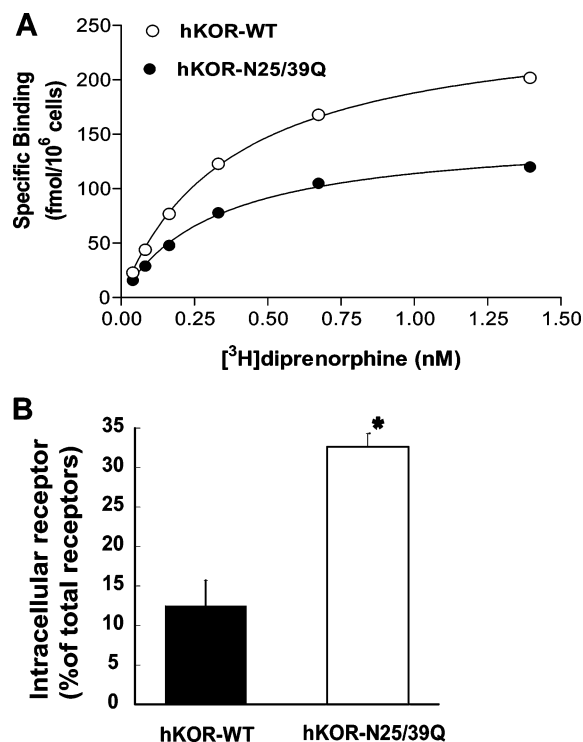 A
hKOR-WT
hKOR-N25/39Q
Specific Binding
(fmol/10⁶ cells)
250
200
150
100
50
0
0.00 0.25 0.50 0.75 1.00 1.25 1.50
[³H]diprenorphine (nM)
B
Intracellular receptor
(%of total receptors)
35
30
25
20
15
10
5
0
*
hKOR-WT hKOR-N25/39Q